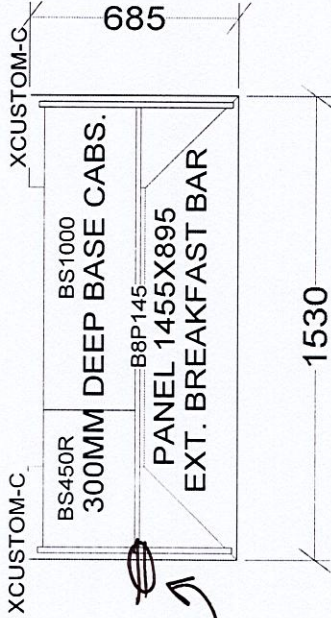 685
XCUSTOM-C
XCUSTOM-C
BS450R
BS1000
300MM DEEP BASE CABS.
B8P145
PANEL 1455X895
EXT. BREAKFAST BAR
1530